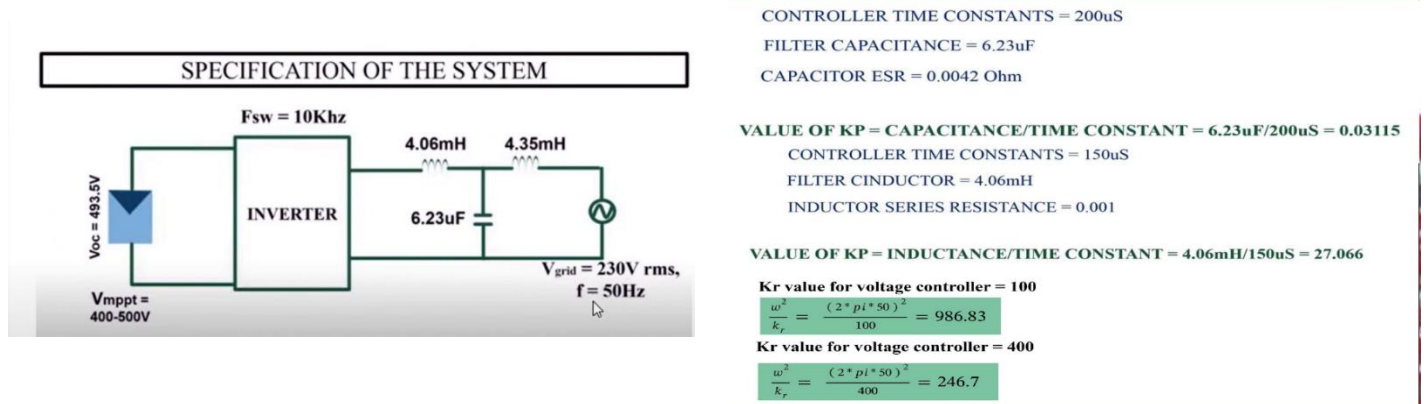 SPECIFICATION OF THE SYSTEM
Fsw = 10Khz
4.06mH
4.35mH
Voc = 493.5V
INVERTER
6.23uF
Vgrid = 230V rms,
f = 50Hz
Vmppt =
400-500V
CONTROLLER TIME CONSTANTS = 200uS
FILTER CAPACITANCE = 6.23uF
CAPACITOR ESR = 0.0042 Ohm
VALUE OF KP = CAPACITANCE/TIME CONSTANT = 6.23uF/200uS = 0.03115
CONTROLLER TIME CONSTANTS = 150uS
FILTER CINDUCTOR = 4.06mH
INDUCTOR SERIES RESISTANCE = 0.001
VALUE OF KP = INDUCTANCE/TIME CONSTANT = 4.06mH/150uS = 27.066
Kr value for voltage controller = 100
w²/kr = (2*pi*50)²/100 = 986.83
Kr value for voltage controller = 400
w²/kr = (2*pi*50)²/400 = 246.7